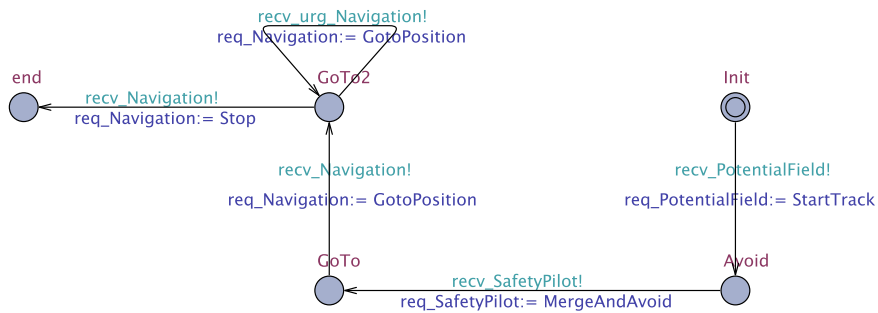 recv_urg_Navigation!
req_Navigation:= GotoPosition
end
GoTo2
Init
recv_Navigation!
req_Navigation:= Stop
recv_Navigation!
req_Navigation:= GotoPosition
recv_PotentialField!
req_PotentialField:= StartTrack
GoTo
Avoid
recv_SafetyPilot!
req_SafetyPilot:= MergeAndAvoid